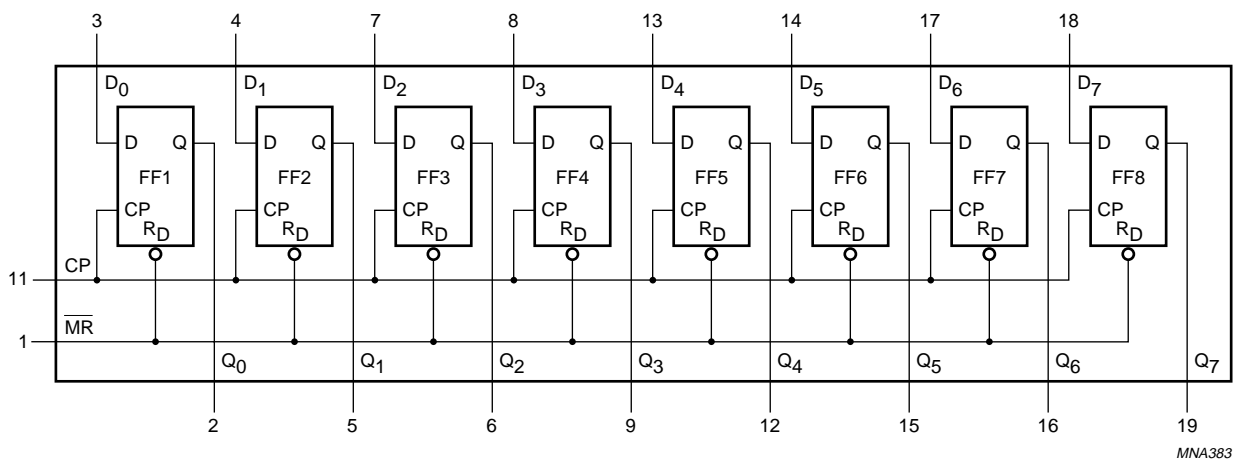 3 4 7 8 13 14 17 18
D0 D1 D2 D3 D4 D5 D6 D7
D Q D Q D Q D Q D Q D Q D Q D Q
FF1 FF2 FF3 FF4 FF5 FF6 FF7 FF8
CP CP CP CP CP CP CP CP
RD RD RD RD RD RD RD RD
CP
11
MR
1
Q0 Q1 Q2 Q3 Q4 Q5 Q6 Q7
2 5 6 9 12 15 16 19
MNA383